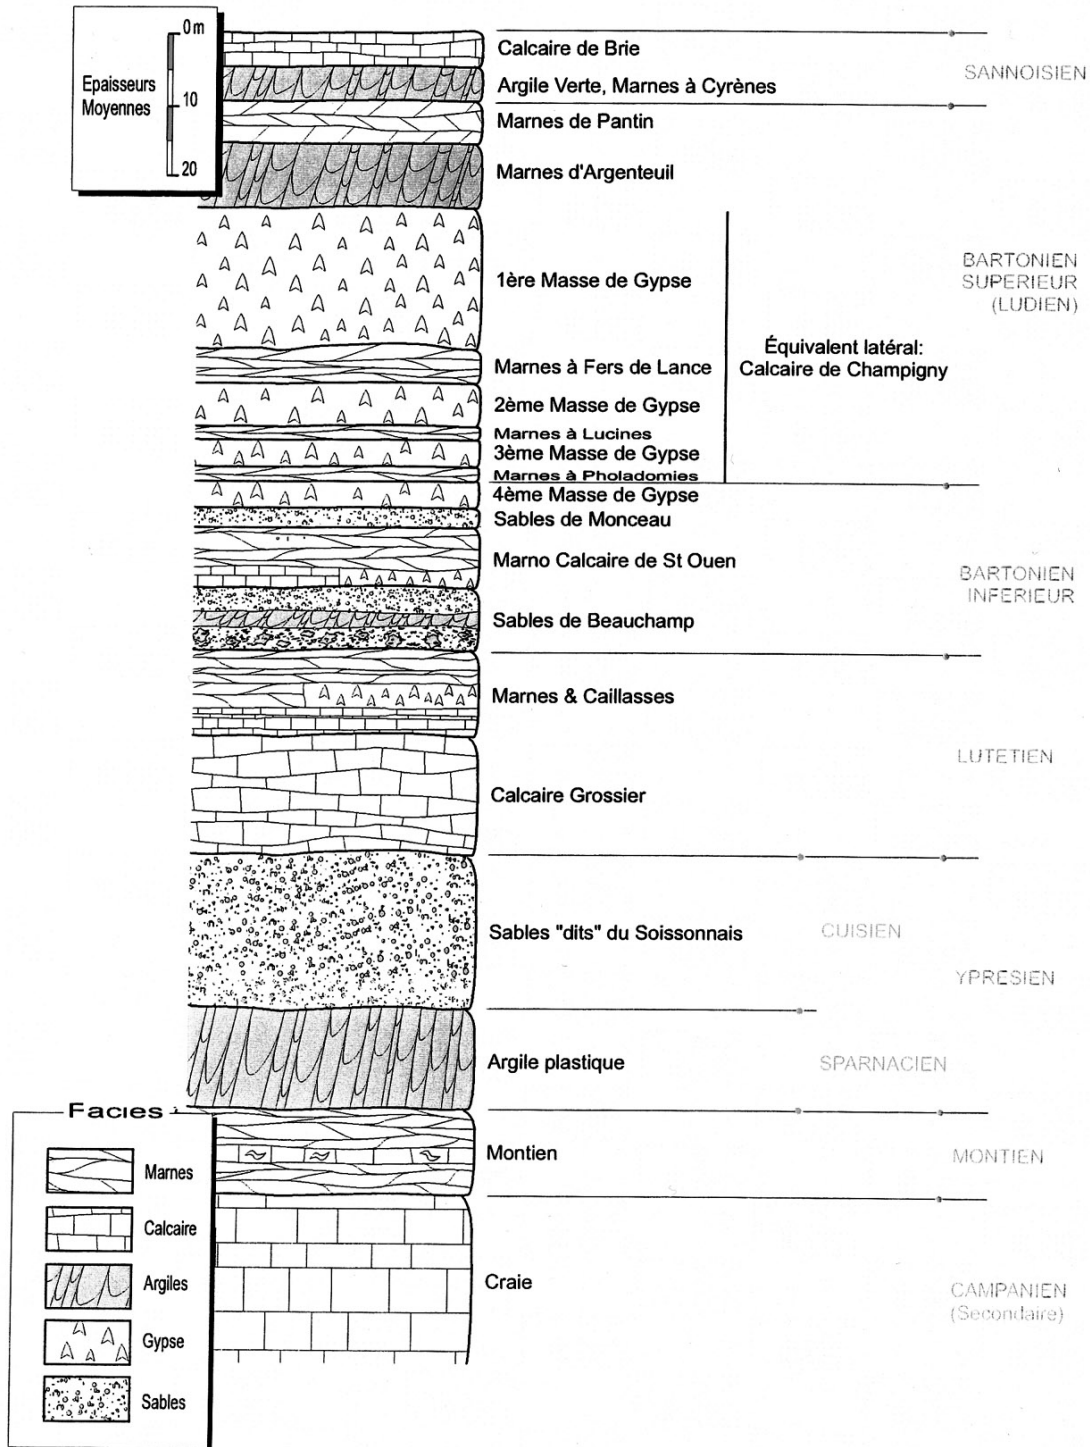 0 m
Epaisseurs
Moyennes
10
20
Calcaire de Brie
Argile Verte, Marnes à Cyrènes
SANNOISIEN
Marnes de Pantin
Marnes d'Argenteuil
1ère Masse de Gypse
BARTONIEN
SUPERIEUR
(LUDIEN)
Marnes à Fers de Lance
Équivalent latéral:
Calcaire de Champigny
2ème Masse de Gypse
Marnes à Lucines
3ème Masse de Gypse
Marnes à Pholadomies
4ème Masse de Gypse
Sables de Monceau
Marno Calcaire de St Ouen
BARTONIEN
INFERIEUR
Sables de Beauchamp
Marnes & Caillasses
LUTETIEN
Calcaire Grossier
Sables "dits" du Soissonnais
CUISIEN
YPRESIEN
Argile plastique
SPARNACIEN
Montien
MONTIEN
Craie
CAMPANIEN
(Secondaire)
Facies
Marnes
Calcaire
Argiles
Gypse
Sables